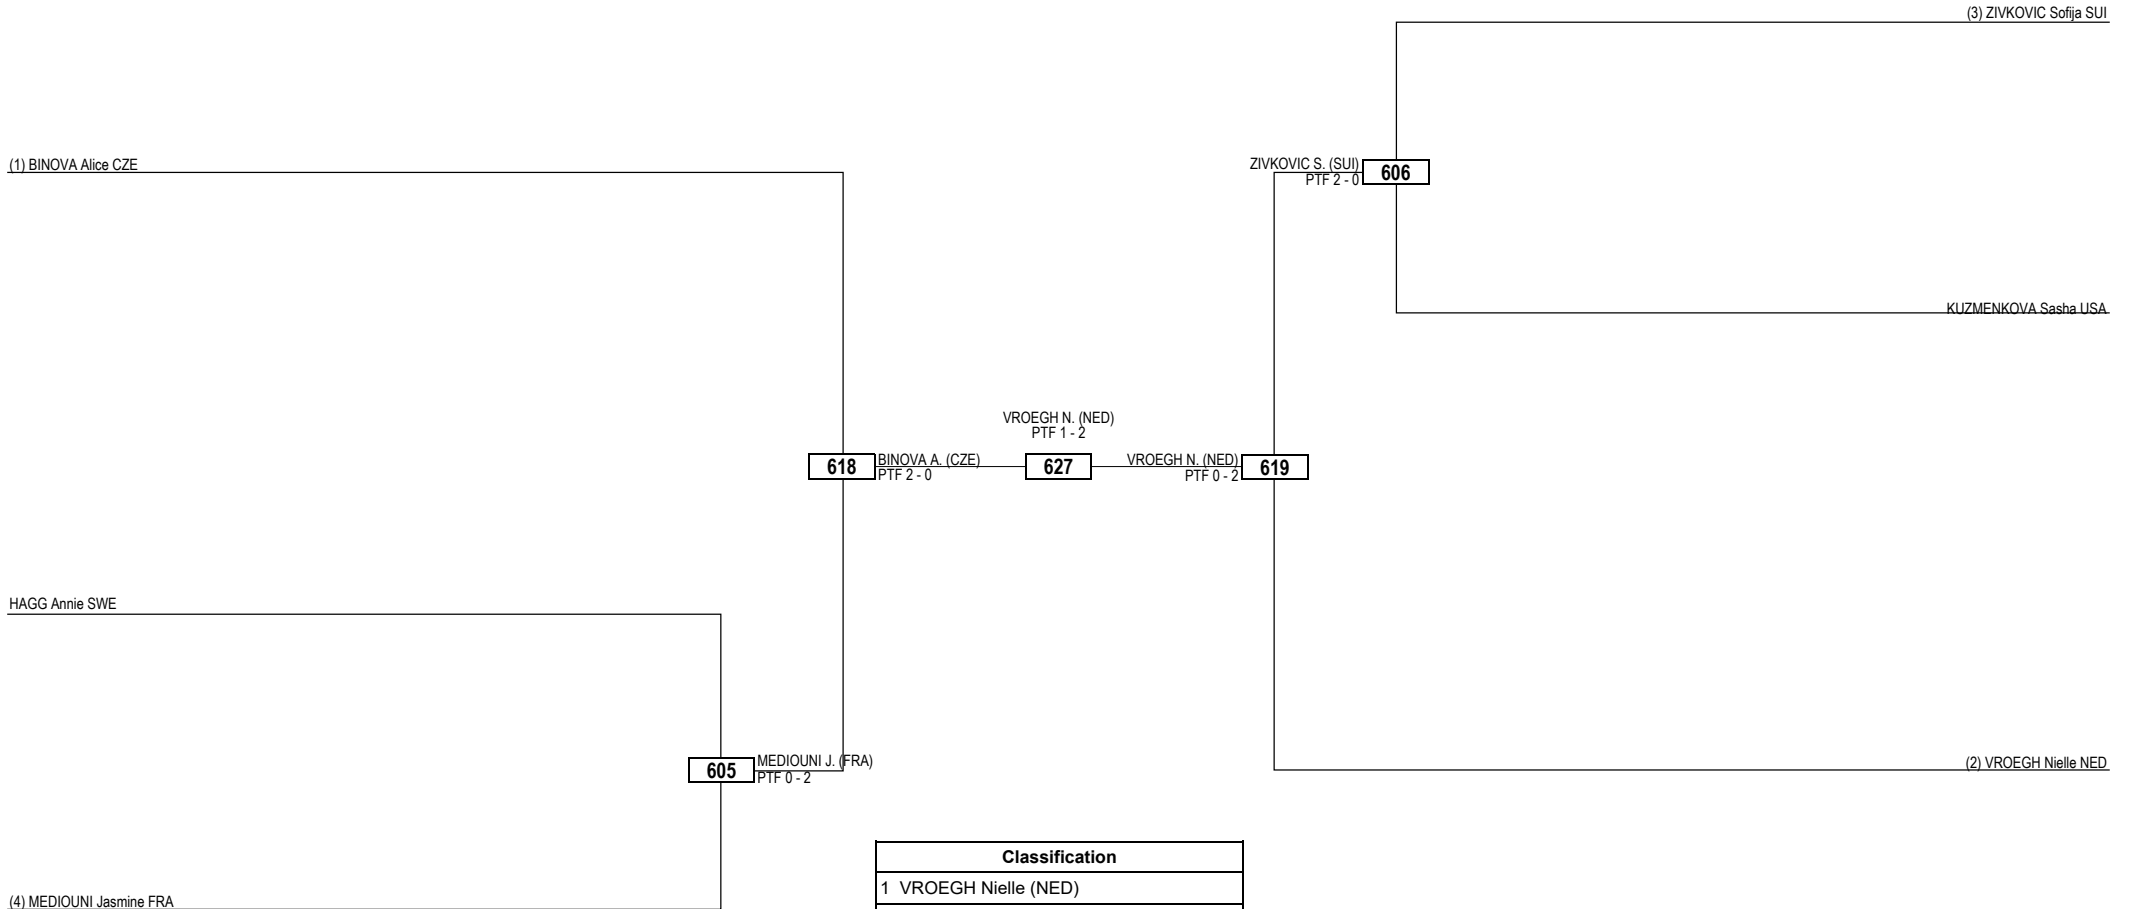 (3) ZIVKOVIC Sofija SUI
(1) BINOVA Alice CZE
ZIVKOVIC S. (SUI)
PTF 2 - 0
606
KUZMENKOVA Sasha USA
VROEGH N. (NED)
PTF 1 - 2
618
BINOVA A. (CZE)
PTF 2 - 0
627
VROEGH N. (NED)
PTF 0 - 2
619
HAGG Annie SWE
605
MEDIOUNI J. (FRA)
PTF 0 - 2
(2) VROEGH Nielle NED
Classification
1 VROEGH Nielle (NED)
(4) MEDIOUNI Jasmine FRA